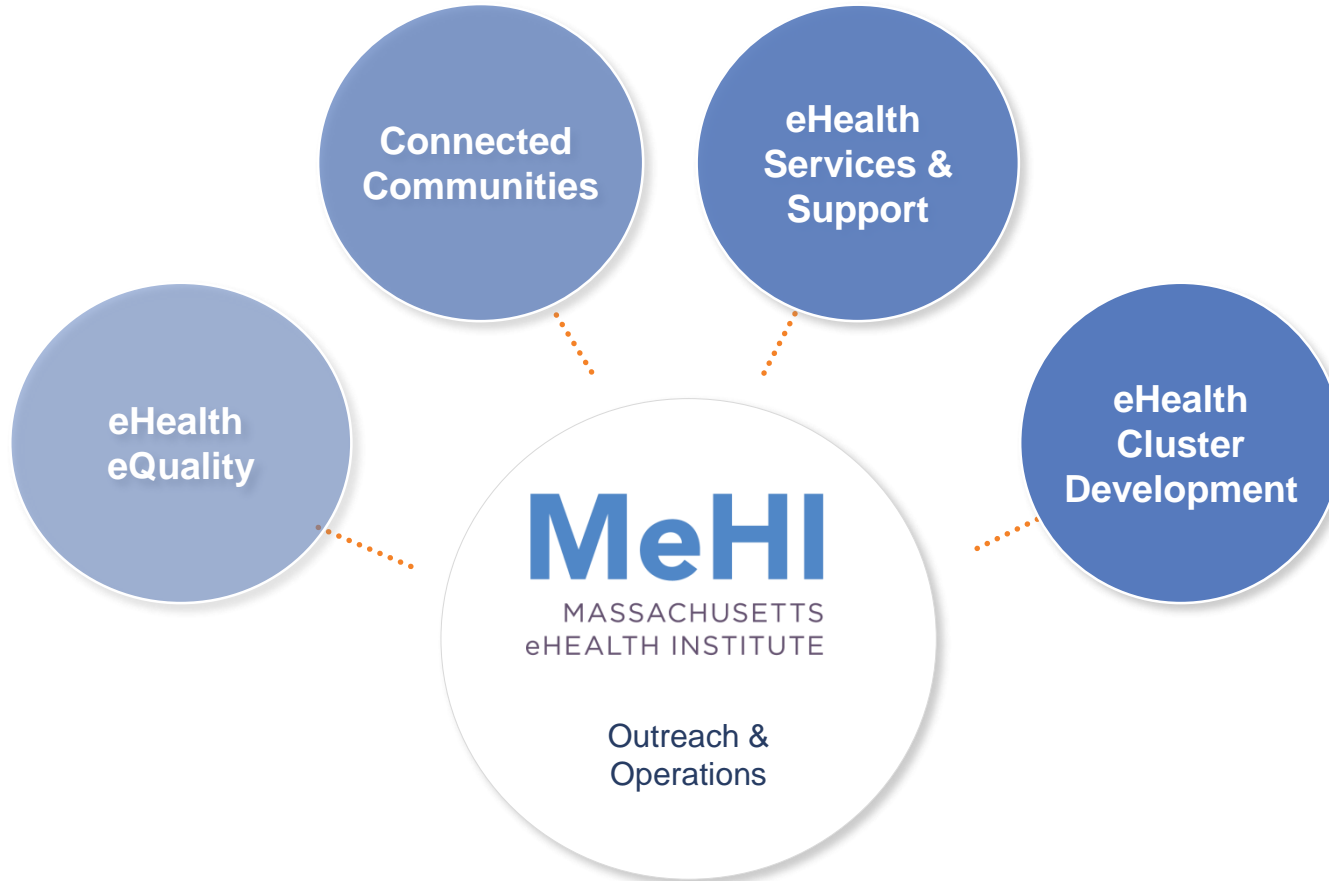 Connected
Communities
eHealth
Services &
Support
eHealth
eQuality
eHealth
Cluster
Development
MeHI
MASSACHUSETTS
eHEALTH INSTITUTE
Outreach &
Operations